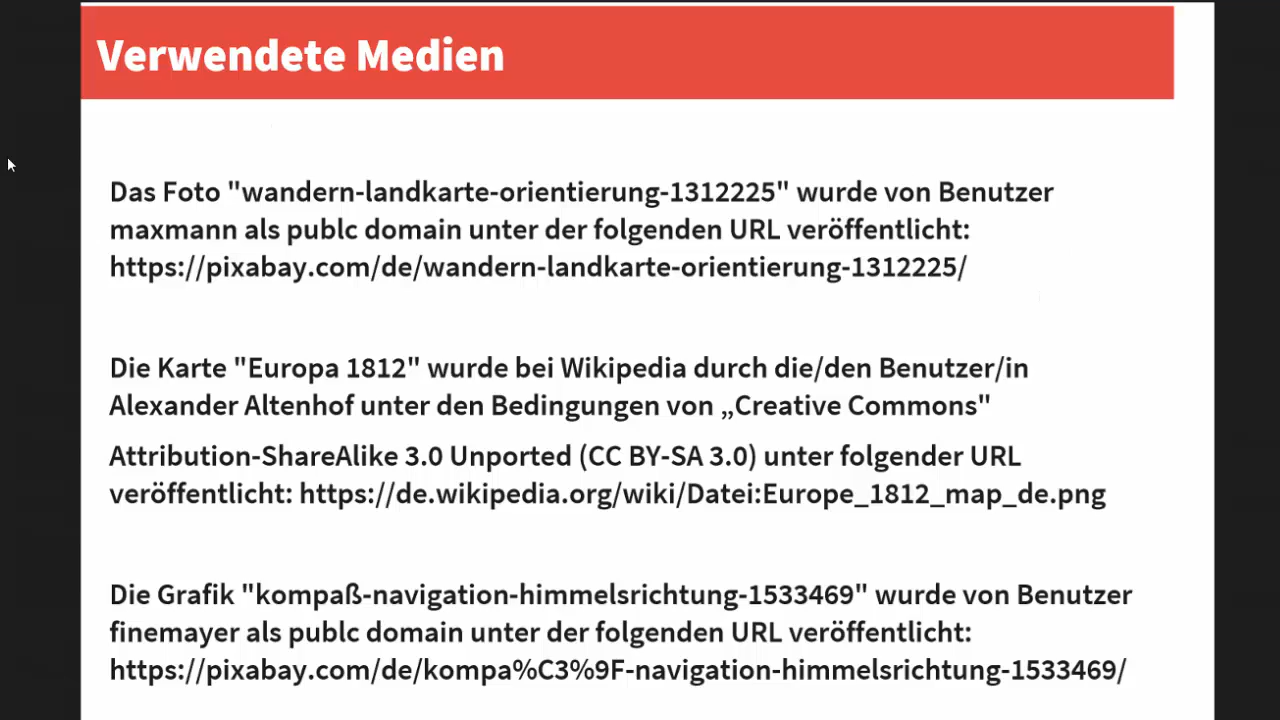 Verwendete Medien
Das Foto "wandern-landkarte-orientierung-1312225" wurde von Benutzer
maxmann als publc domain unter der folgenden URL veröffentlicht:
https://pixabay.com/de/wandern-landkarte-orientierung-1312225/
Die Karte "Europa 1812" wurde bei Wikipedia durch die/den Benutzer/in
Alexander Altenhof unter den Bedingungen von „Creative Commons"
Attribution-ShareAlike 3.0 Unported (CC BY-SA 3.0) unter folgender URL
veröffentlicht: https://de.wikipedia.org/wiki/Datei:Europe_1812_map_de.png
Die Grafik "kompaß-navigation-himmelsrichtung-1533469" wurde von Benutzer
finemayer als publc domain unter der folgenden URL veröffentlicht:
https://pixabay.com/de/kompa%C3%9F-navigation-himmelsrichtung-1533469/